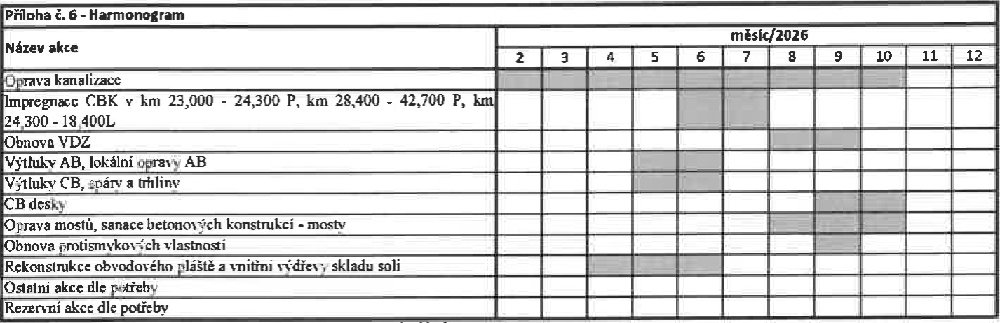 Příloha č. 6 - Harmonogram
Název akce
měsíc/2026
2 3 4 5 6 7 8 9 10 11 12
Oprava kanalizace
Impregnace CBK v km 23,000 - 24,300 P, km 28,400 - 42,700 P, km
24,300 - 18,400L
Obnova VDZ
Výtluky AB, lokální opravy AB
Výtluky CB, spáry a trhliny
CB desky
Oprava mostů, sanace betonových konstrukcí - mosty
Obnova protismykových vlastností
Rekonstrukce obvodového pláště a vnitřní výdřevy skladu soli
Ostatní akce dle potřeby
Rezervní akce dle potřeby